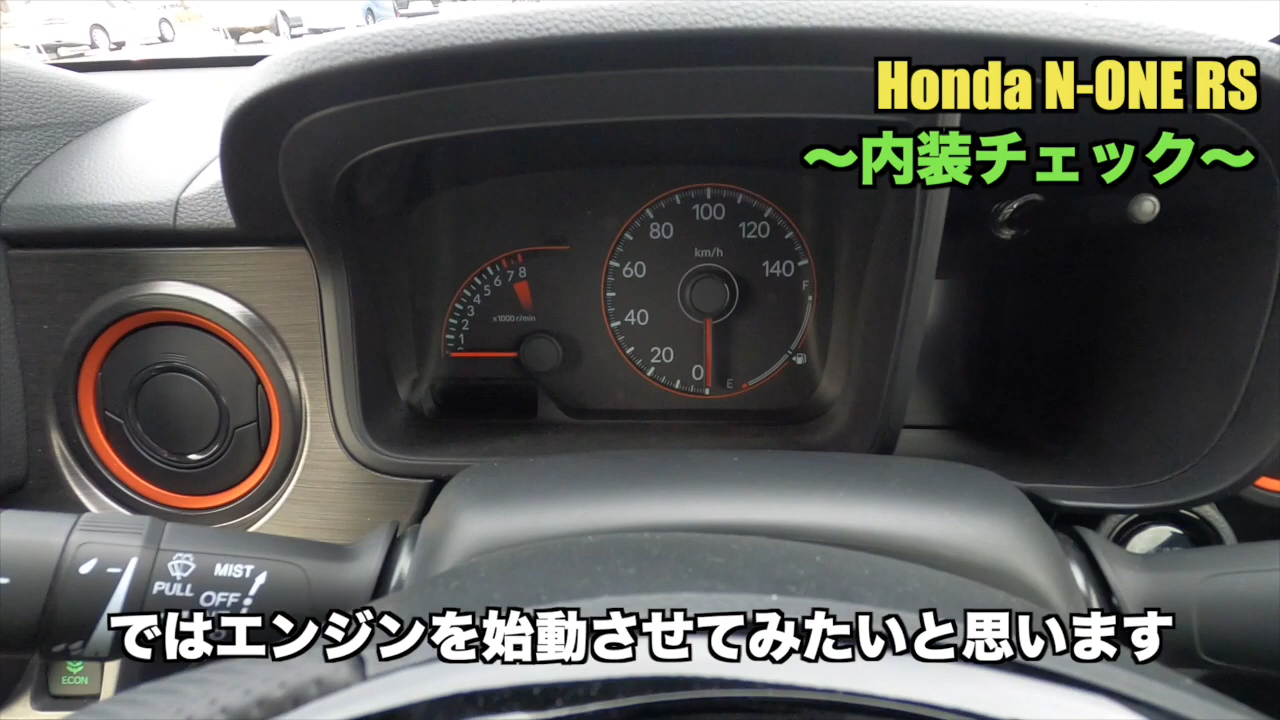 Honda N-ONE RS
～内装チェック～
100
80
120
km/h
60
140
8
7
6
5
4
3
2
1
F
x1000 r/min
40
20
0
E
MIST
PULL
OFF
ECON
ではエンジンを始動させてみたいと思います